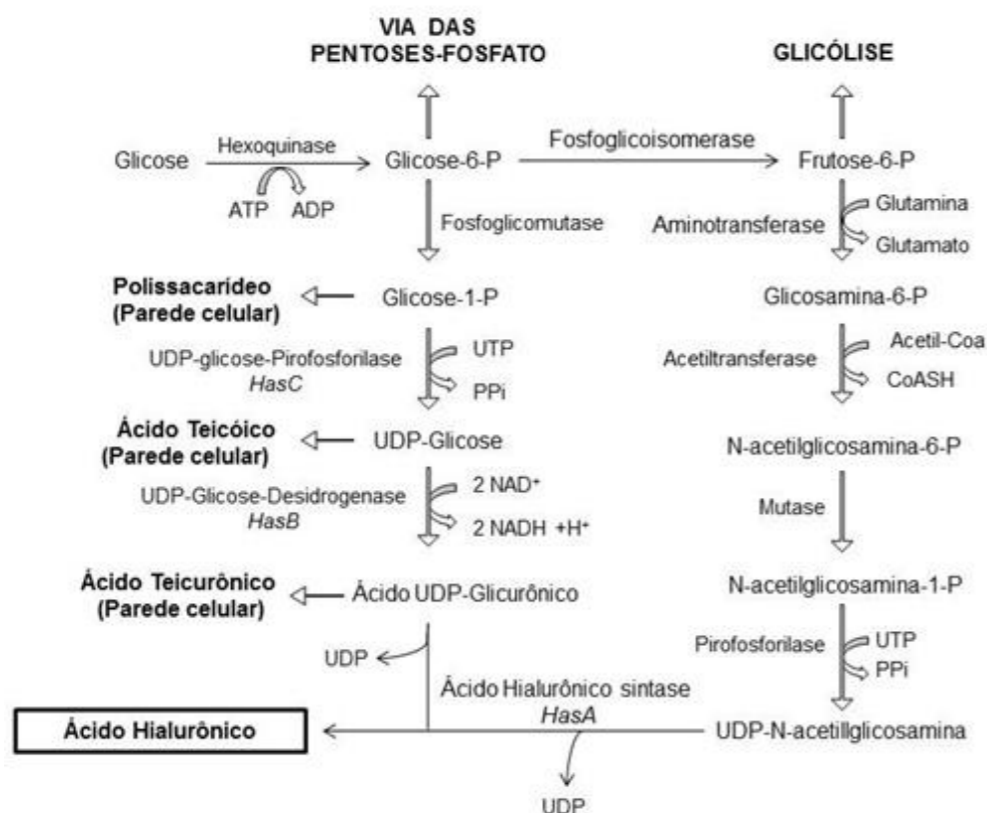 VIA DAS
PENTOSES-FOSFATO
GLICÓLISE
Glicose
Hexoquinase
ATP
ADP
Glicose-6-P
Fosfoglicoisomerase
Frutose-6-P
Fosfoglicomutase
Aminotransferase
Glutamina
Glutamato
Polissacarídeo
(Parede celular)
Glicose-1-P
Glicosamina-6-P
UDP-glicose-Pirofosforilase
HasC
UTP
PPi
Acetiltransferase
Acetil-Coa
CoASH
Ácido Teicóico
(Parede celular)
UDP-Glicose
N-acetilglicosamina-6-P
UDP-Glicose-Desidrogenase
HasB
2 NAD⁺
2 NADH +H⁺
Mutase
Ácido Teicurônico
(Parede celular)
Ácido UDP-Glicurônico
N-acetilglicosamina-1-P
UDP
Pirofosforilase
UTP
PPi
Ácido Hialurônico sintase
HasA
Ácido Hialurônico
UDP-N-acetillglicosamina
UDP